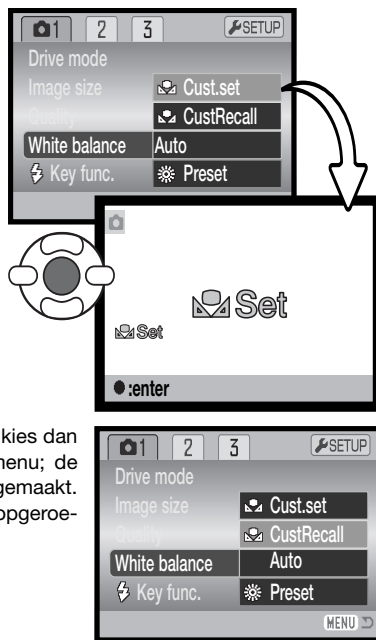 1 2 3 SETUP
Drive mode
Image size Cust.set
Quality CustRecall
White balance Auto
Key func. Preset
Set
Set
:enter
kies dan
menu; de
gemaakt.
opgeroe-
1 2 3 SETUP
Drive mode
Image size Cust.set
Quality CustRecall
White balance Auto
Key func. Preset
MENU